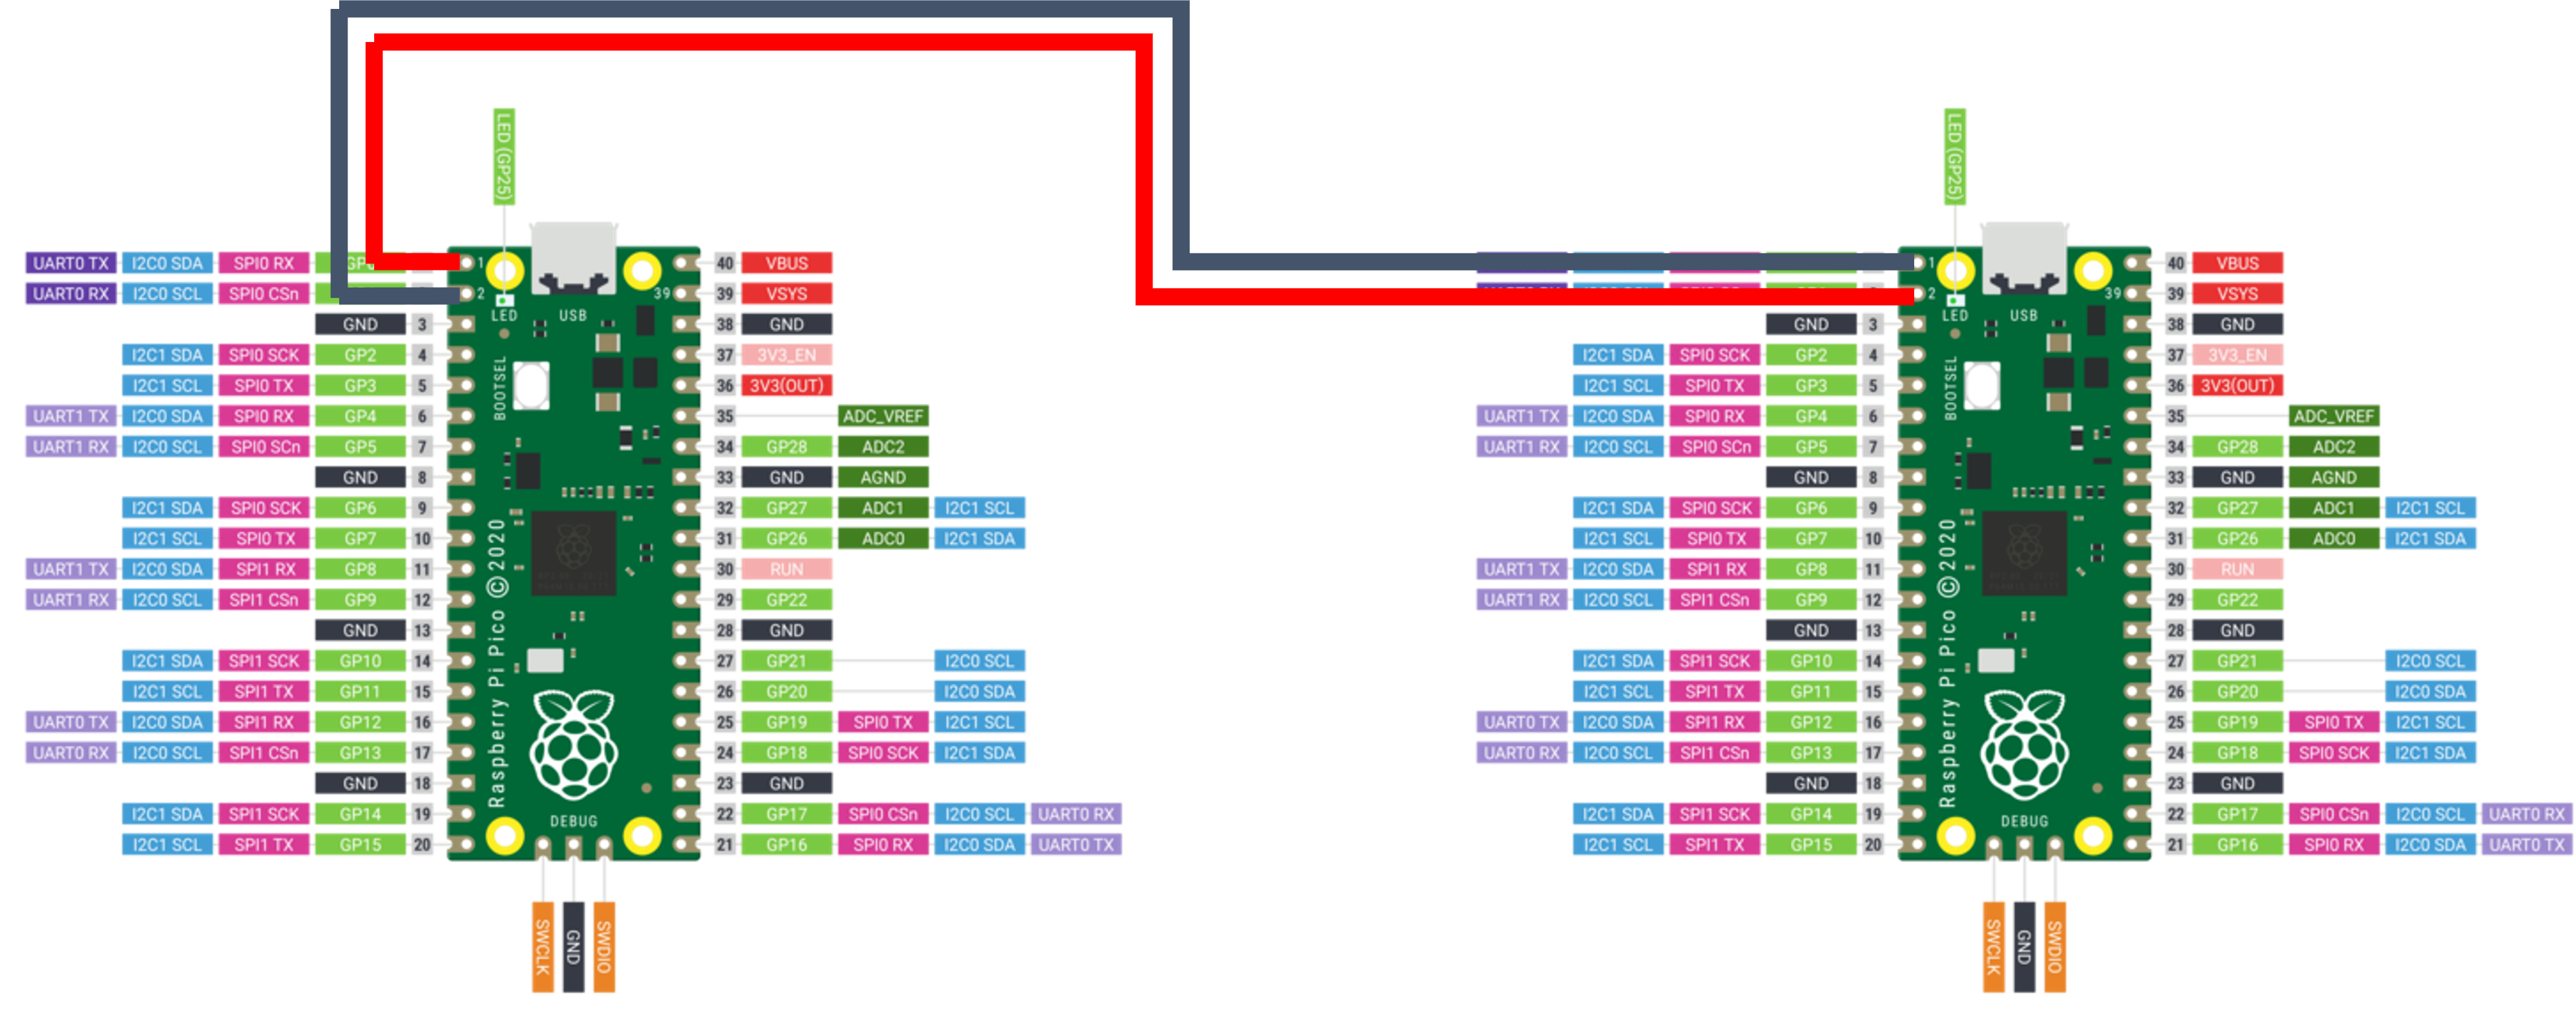 LED (GP25)
LED (GP25)
UART0 TX I2C0 SDA SPI0 RX 1 40 VBUS
UART0 RX I2C0 SCL SPI0 CSn 2 39 39 VSYS
LED USB
GND 3 38 GND
I2C1 SDA SPI0 SCK GP2 4 37 3V3_EN
I2C1 SCL SPI0 TX GP3 5 36 3V3(OUT)
BOOTSEL
UART1 TX I2C0 SDA SPI0 RX GP4 6 35 ADC_VREF
UART1 RX I2C0 SCL SPI0 SCn GP5 7 34 GP28 ADC2
GND 8 33 GND AGND
I2C1 SDA SPI0 SCK GP6 9 32 GP27 ADC1 I2C1 SCL
I2C1 SCL SPI0 TX GP7 10 31 GP26 ADC0 I2C1 SDA
UART1 TX I2C0 SDA SPI1 RX GP8 11 30 RUN
UART1 RX I2C0 SCL SPI1 CSn GP9 12 29 GP22
GND 13 28 GND
I2C1 SDA SPI1 SCK GP10 14 27 GP21 I2C0 SCL
I2C1 SCL SPI1 TX GP11 15 26 GP20 I2C0 SDA
UART0 TX I2C0 SDA SPI1 RX GP12 16 25 GP19 SPI0 TX I2C1 SCL
UART0 RX I2C0 SCL SPI1 CSn GP13 17 24 GP18 SPI0 SCK I2C1 SDA
GND 18 23 GND
I2C1 SDA SPI1 SCK GP14 19 22 GP17 SPI0 CSn I2C0 SCL UART0 RX
I2C1 SCL SPI1 TX GP15 20 21 GP16 SPI0 RX I2C0 SDA UART0 TX
Raspberry Pi Pico © 2020
DEBUG
SWCLK GND SWDIO
1 40 VBUS
2 39 39 VSYS
LED USB
GND 3 38 GND
I2C1 SDA SPI0 SCK GP2 4 37 3V3_EN
I2C1 SCL SPI0 TX GP3 5 36 3V3(OUT)
BOOTSEL
UART1 TX I2C0 SDA SPI0 RX GP4 6 35 ADC_VREF
UART1 RX I2C0 SCL SPI0 SCn GP5 7 34 GP28 ADC2
GND 8 33 GND AGND
I2C1 SDA SPI0 SCK GP6 9 32 GP27 ADC1 I2C1 SCL
I2C1 SCL SPI0 TX GP7 10 31 GP26 ADC0 I2C1 SDA
UART1 TX I2C0 SDA SPI1 RX GP8 11 30 RUN
UART1 RX I2C0 SCL SPI1 CSn GP9 12 29 GP22
GND 13 28 GND
I2C1 SDA SPI1 SCK GP10 14 27 GP21 I2C0 SCL
I2C1 SCL SPI1 TX GP11 15 26 GP20 I2C0 SDA
UART0 TX I2C0 SDA SPI1 RX GP12 16 25 GP19 SPI0 TX I2C1 SCL
UART0 RX I2C0 SCL SPI1 CSn GP13 17 24 GP18 SPI0 SCK I2C1 SDA
GND 18 23 GND
I2C1 SDA SPI1 SCK GP14 19 22 GP17 SPI0 CSn I2C0 SCL UART0 RX
I2C1 SCL SPI1 TX GP15 20 21 GP16 SPI0 RX I2C0 SDA UART0 TX
Raspberry Pi Pico © 2020
DEBUG
SWCLK GND SWDIO